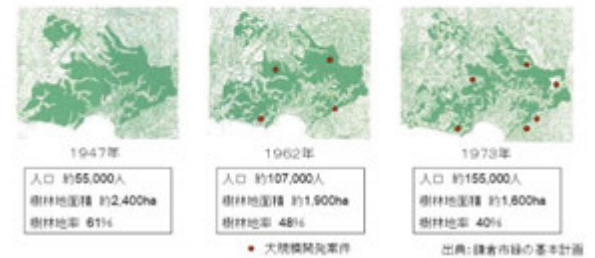 1947年
人口 約55,000人
樹林地面積 約2,400ha
樹林地率 61%
1962年
人口 約107,000人
樹林地面積 約1,900ha
樹林地率 48%
1973年
人口 約155,000人
樹林地面積 約1,600ha
樹林地率 40%
● 大規模開発案件
出典:鎌倉市緑の基本計画